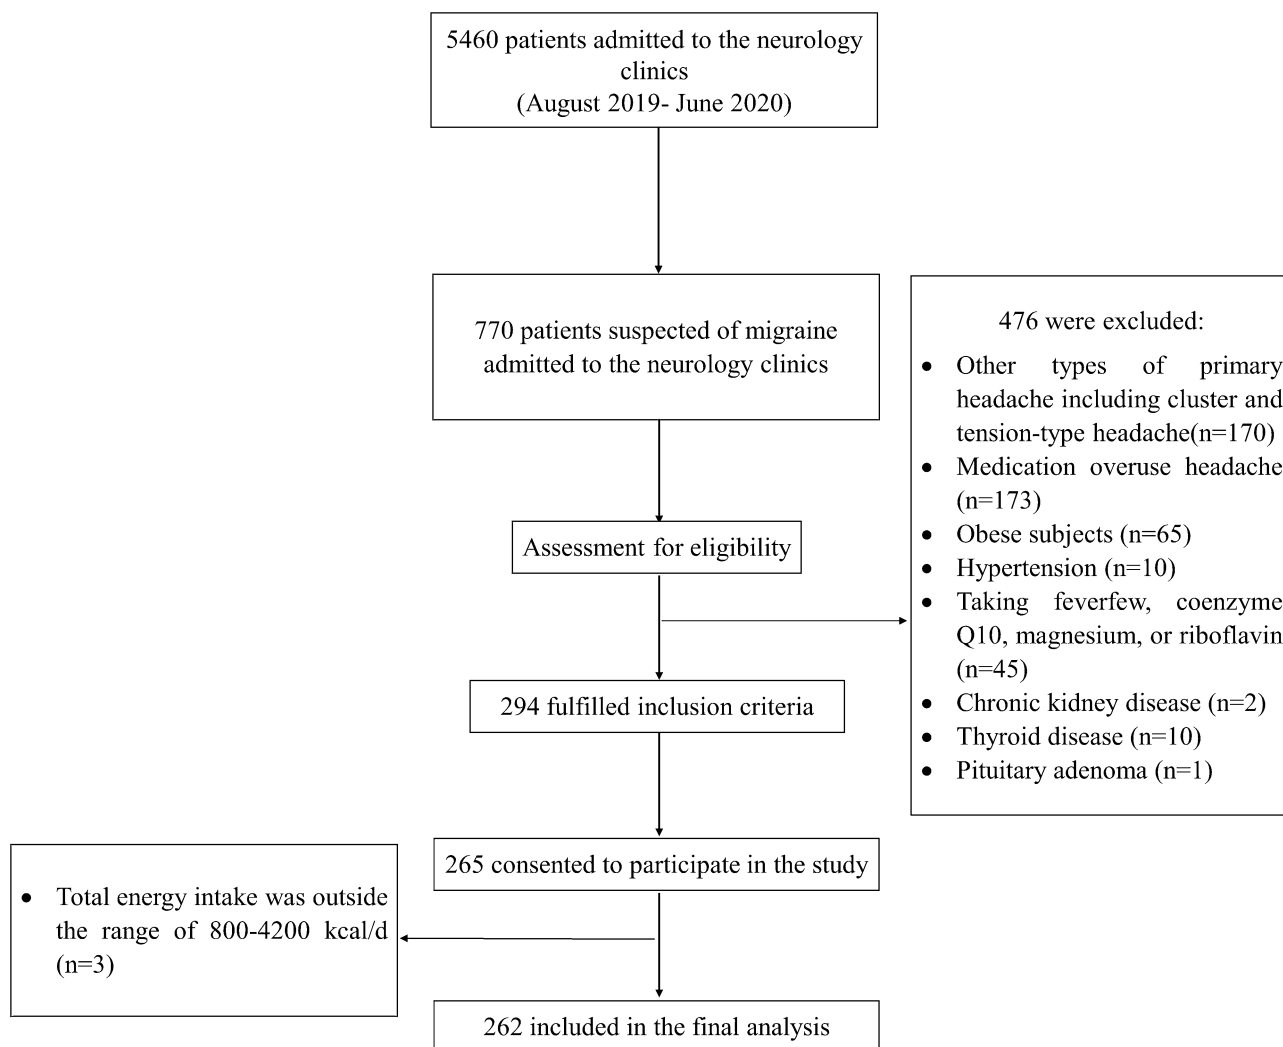 5460 patients admitted to the neurology
clinics
(August 2019- June 2020)
770 patients suspected of migraine
admitted to the neurology clinics
476 were excluded:
● Other types of primary
headache including cluster and
tension-type headache(n=170)
● Medication overuse headache
(n=173)
● Obese subjects (n=65)
● Hypertension (n=10)
● Taking feverfew, coenzyme
Q10, magnesium, or riboflavin
(n=45)
● Chronic kidney disease (n=2)
● Thyroid disease (n=10)
● Pituitary adenoma (n=1)
Assessment for eligibility
294 fulfilled inclusion criteria
265 consented to participate in the study
● Total energy intake was outside
the range of 800-4200 kcal/d
(n=3)
262 included in the final analysis